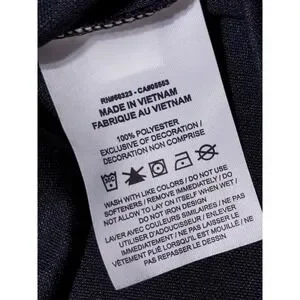 RN#56323 - CA#05553
MADE IN VIETNAM
FABRIQUE AU VIETNAM
100% POLYESTER
EXCLUSIVE OF DECORATION /
DECORATION NON COMPRISE
WASH WITH LIKE COLORS / DO NOT USE
SOFTENERS / REMOVE IMMEDIATELY / DO
NOT ALLOW TO LAY ON ITSELF WHEN WET /
DO NOT IRON DESIGN
LAVER AVEC COULEURS SIMILAIRES / NE PAS
UTILISER D'ADOUCISSEUR / ENLEVER
IMMEDIATEMENT / NE PAS LAISSER LE
VÊTEMENT PLIÉ LORSQU'IL EST MOUILLÉ / NE
PAS REPASSER LE DESSIN